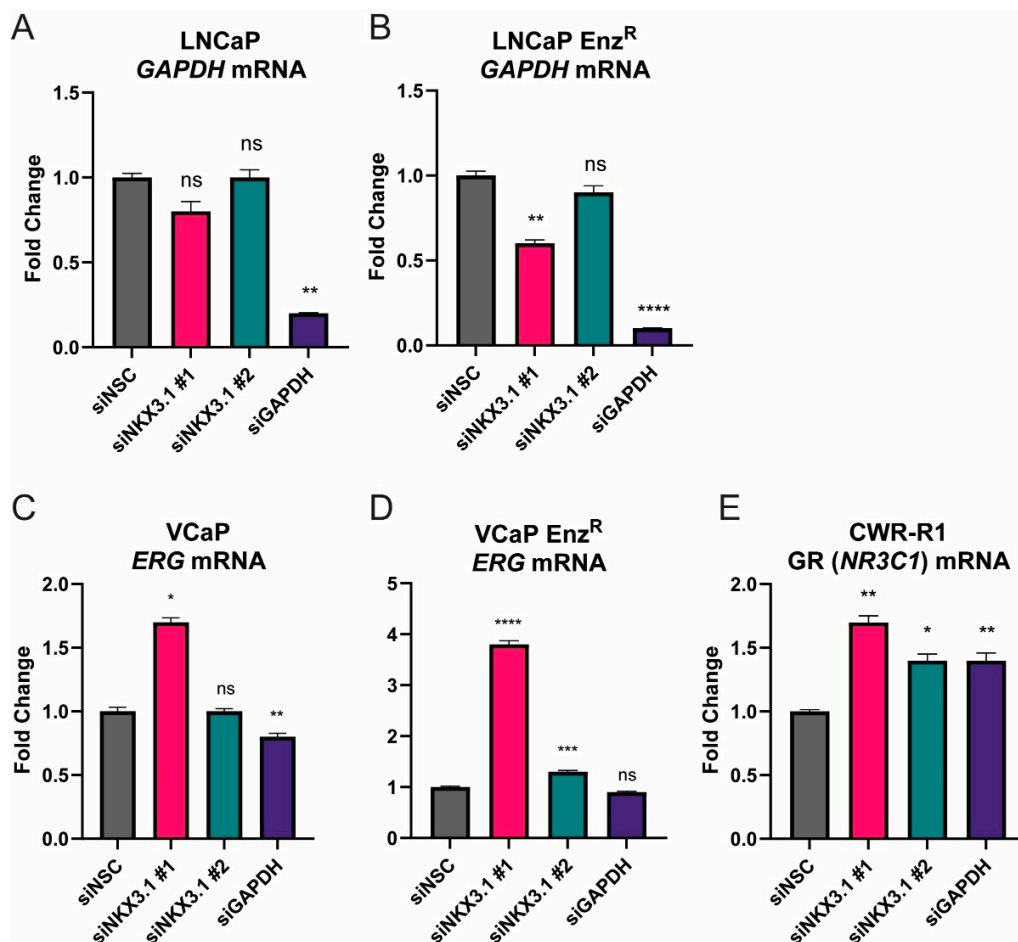 A
LNCaP
GAPDH mRNA
Fold Change
1.5
1.0
0.5
0.0
ns
ns
**
siNSC
siNKX3.1 #1
siNKX3.1 #2
siGAPDH
B
LNCaP Enz^R
GAPDH mRNA
Fold Change
1.5
1.0
0.5
0.0
**
ns
****
siNSC
siNKX3.1 #1
siNKX3.1 #2
siGAPDH
C
VCaP
ERG mRNA
Fold Change
2.0
1.5
1.0
0.5
0.0
*
ns
**
siNSC
siNKX3.1 #1
siNKX3.1 #2
siGAPDH
D
VCaP Enz^R
ERG mRNA
5
4
3
2
1
0
****
***
ns
siNSC
siNKX3.1 #1
siNKX3.1 #2
siGAPDH
E
CWR-R1
GR (NR3C1) mRNA
Fold Change
2.0
1.5
1.0
0.5
0.0
**
*
**
siNSC
siNKX3.1 #1
siNKX3.1 #2
siGAPDH